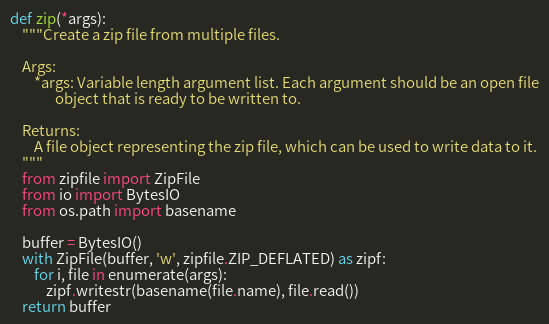 def zip(*args):
    """Create a zip file from multiple files.

    Args:
        *args: Variable length argument list. Each argument should be an open file
            object that is ready to be written to.

    Returns:
        A file object representing the zip file, which can be used to write data to it.
    """
    from zipfile import ZipFile
    from io import BytesIO
    from os.path import basename

    buffer = BytesIO()
    with ZipFile(buffer, 'w', zipfile.ZIP_DEFLATED) as zipf:
        for i, file in enumerate(args):
            zipf.writestr(basename(file.name), file.read())
    return buffer